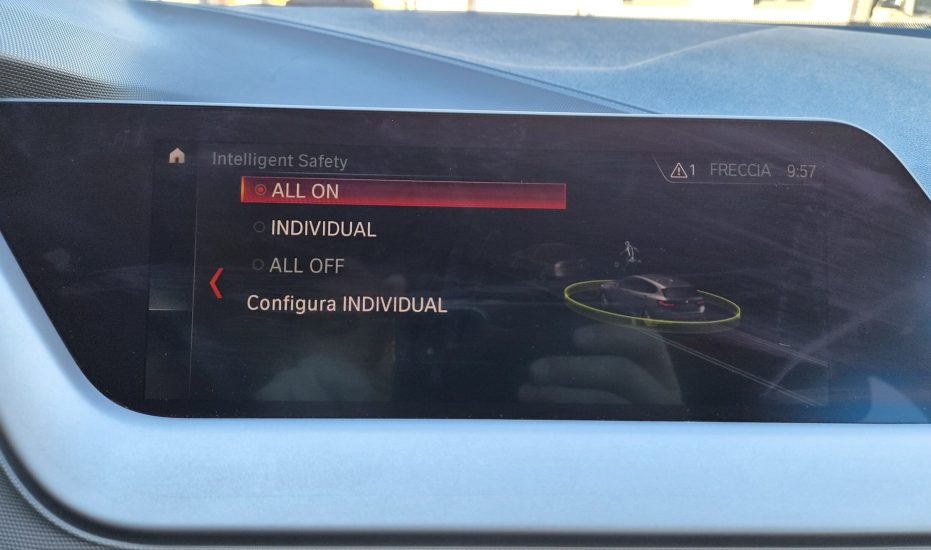 Intelligent Safety
1 FRECCIA 9:57
ALL ON
INDIVIDUAL
ALL OFF
Configura INDIVIDUAL